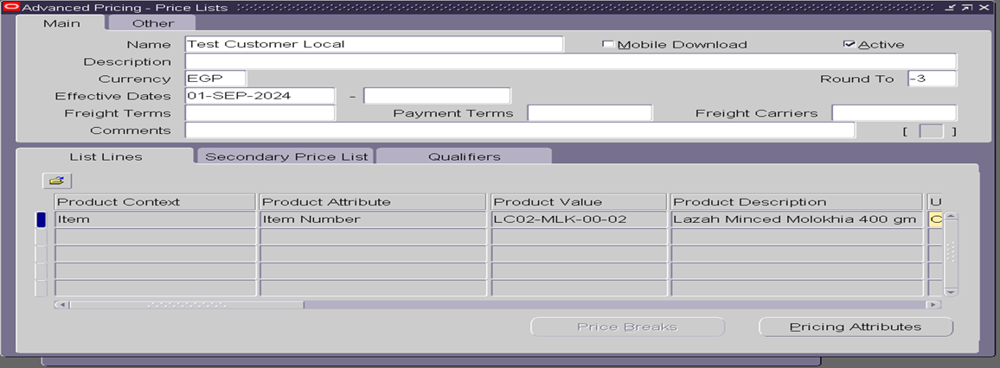 Advanced Pricing - Price Lists
Main Other
Name Test Customer Local Mobile Download Active
Description
Currency EGP Round To -3
Effective Dates 01-SEP-2024 -
Freight Terms Payment Terms Freight Carriers
Comments [ ]
List Lines Secondary Price List Qualifiers
Product Context Product Attribute Product Value Product Description U
Item Item Number LC02-MLK-00-02 Lazah Minced Molokhia 400 gm C
Price Breaks Pricing Attributes